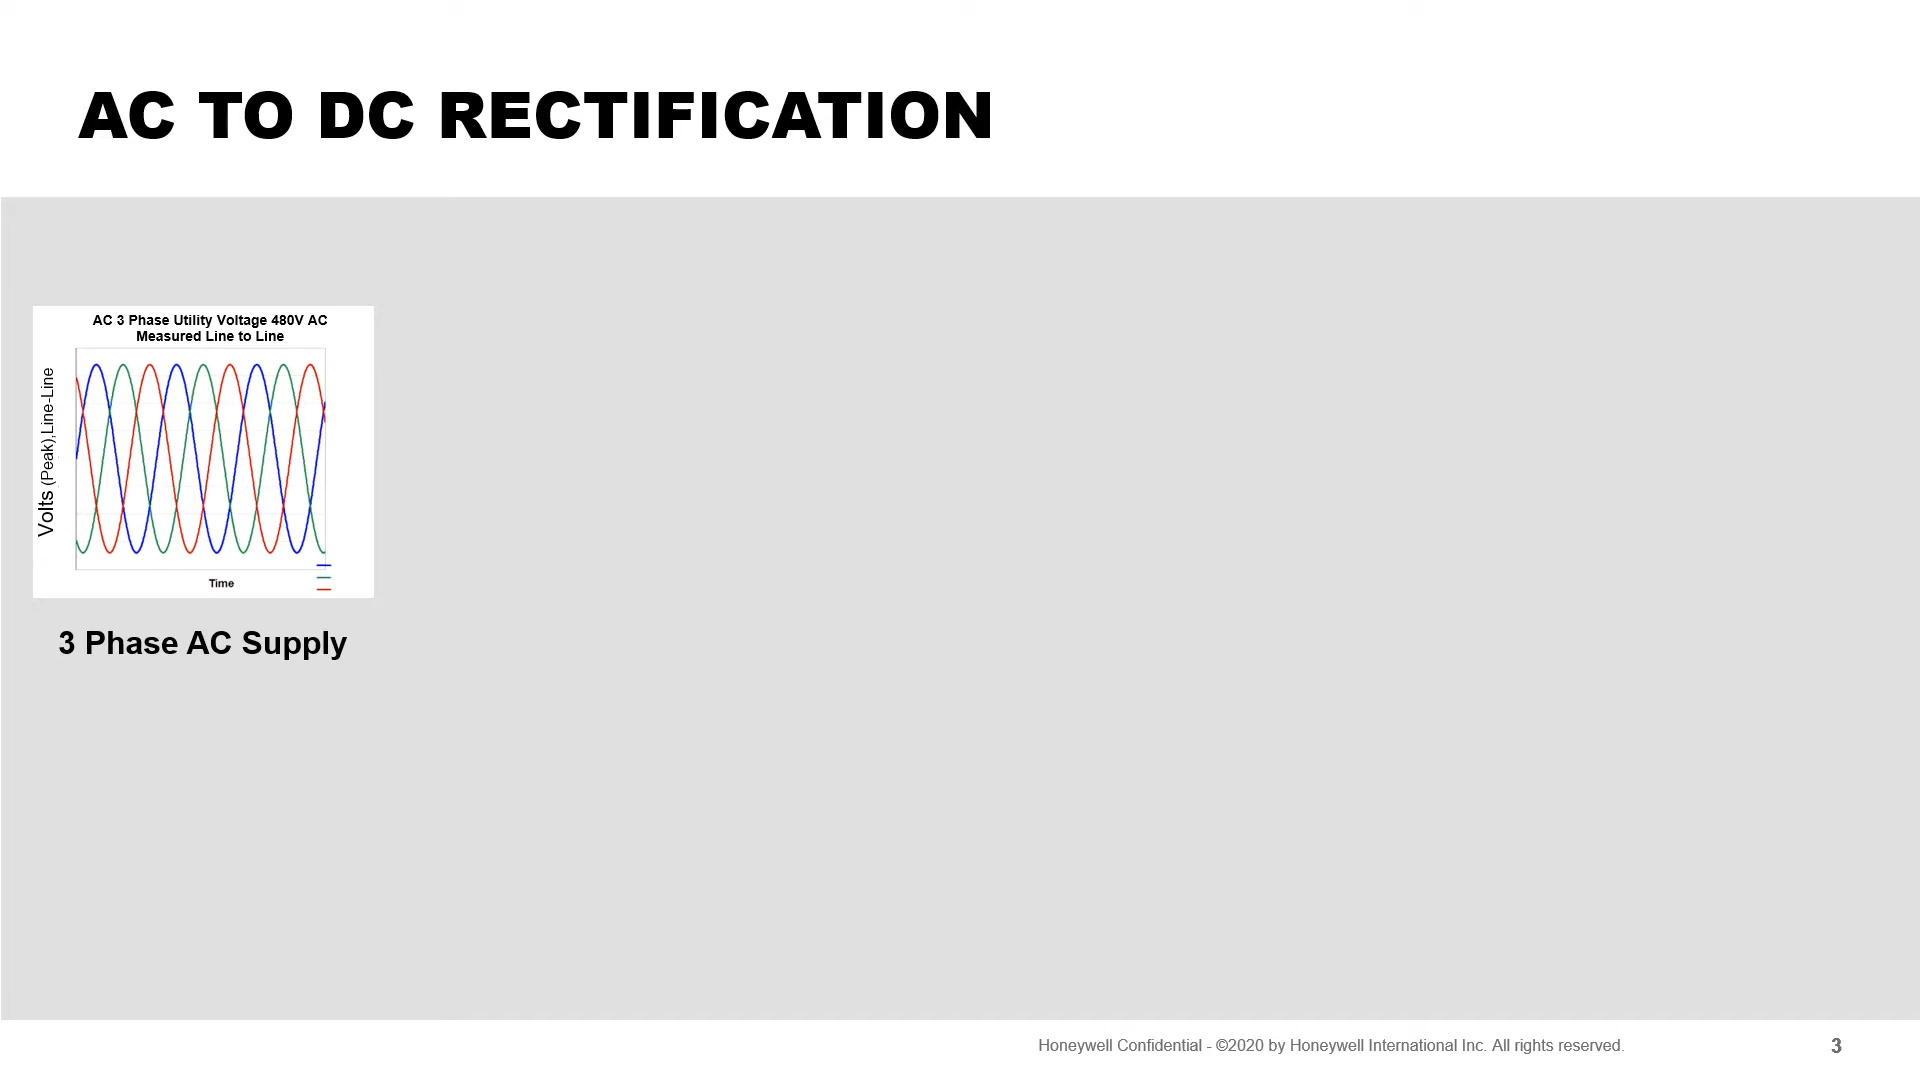 AC TO DC RECTIFICATION
AC 3 Phase Utility Voltage 480V AC
Measured Line to Line
Volts (Peak),Line-Line
Time
3 Phase AC Supply
Honeywell Confidential - ©2020 by Honeywell International Inc. All rights reserved.
3